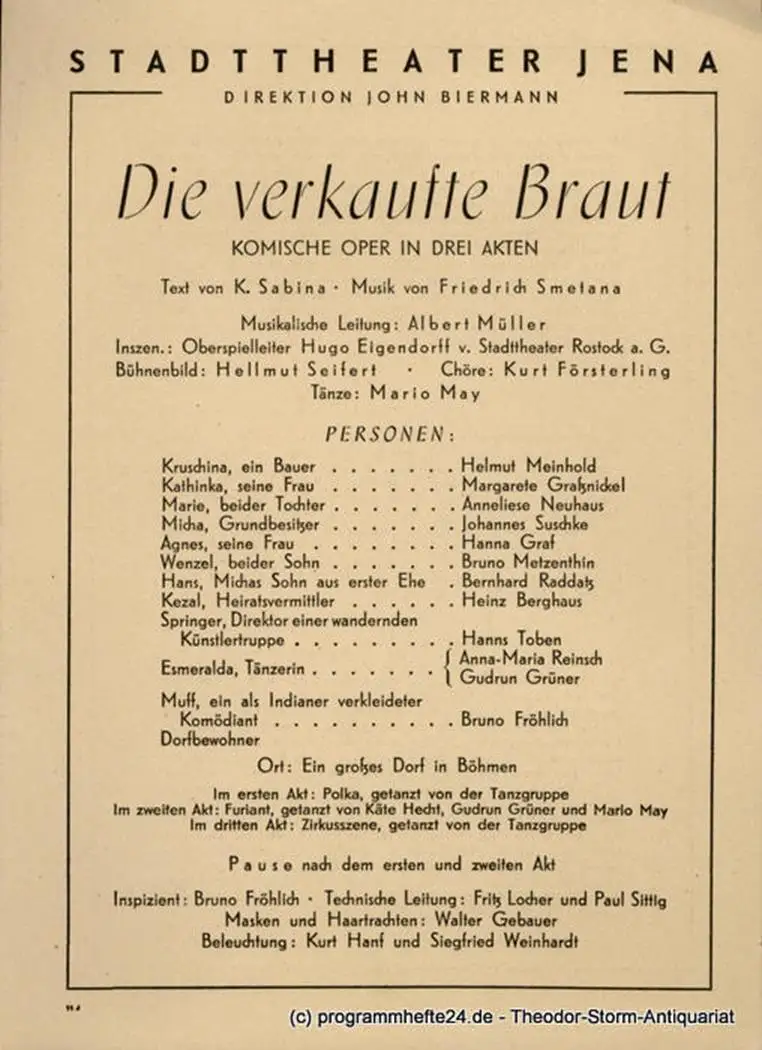 STADTTHEATER JENA
DIREKTION JOHN BIERMANN
Die verkaufte Braut
KOMISCHE OPER IN DREI AKTEN
Text von K. Sabina · Musik von Friedrich Smetana
Musikalische Leitung: Albert Müller
Inszen.: Oberspielleiter Hugo Eigendorff v. Stadttheater Rostock a. G.
Bühnenbild: Hellmut Seifert · Chöre: Kurt Försterling
Tänze: Mario May
PERSONEN:
Kruschina, ein Bauer . . . . . . . Helmut Meinhold
Kathinka, seine Frau . . . . . . . Margarete Graßnickel
Marie, beider Tochter . . . . . . . Anneliese Neuhaus
Micha, Grundbesitzer . . . . . . . Johannes Suschke
Agnes, seine Frau . . . . . . . . Hanna Graf
Wenzel, beider Sohn . . . . . . . Bruno Metzenthin
Hans, Michas Sohn aus erster Ehe . Bernhard Raddatz
Kezal, Heiratsvermittler . . . . . . Heinz Berghaus
Springer, Direktor einer wandernden
Künstlertruppe . . . . . . . . . Hanns Toben
Esmeralda, Tänzerin . . . . . . . { Anna-Maria Reinsch
Gudrun Grüner
Muff, ein als Indianer verkleideter
Komödiant . . . . . . . . . . Bruno Fröhlich
Dorfbewohner
Ort: Ein großes Dorf in Böhmen
Im ersten Akt: Polka, getanzt von der Tanzgruppe
Im zweiten Akt: Furiant, getanzt von Käte Hecht, Gudrun Grüner und Mario May
Im dritten Akt: Zirkusszene, getanzt von der Tanzgruppe
Pause nach dem ersten und zweiten Akt
Inspizient: Bruno Fröhlich · Technische Leitung: Fritz Locher und Paul Sittig
Masken und Haartrachten: Walter Gebauer
Beleuchtung: Kurt Hanf und Siegfried Weinhardt
(c) programmhefte24.de - Theodor-Storm-Antiquariat